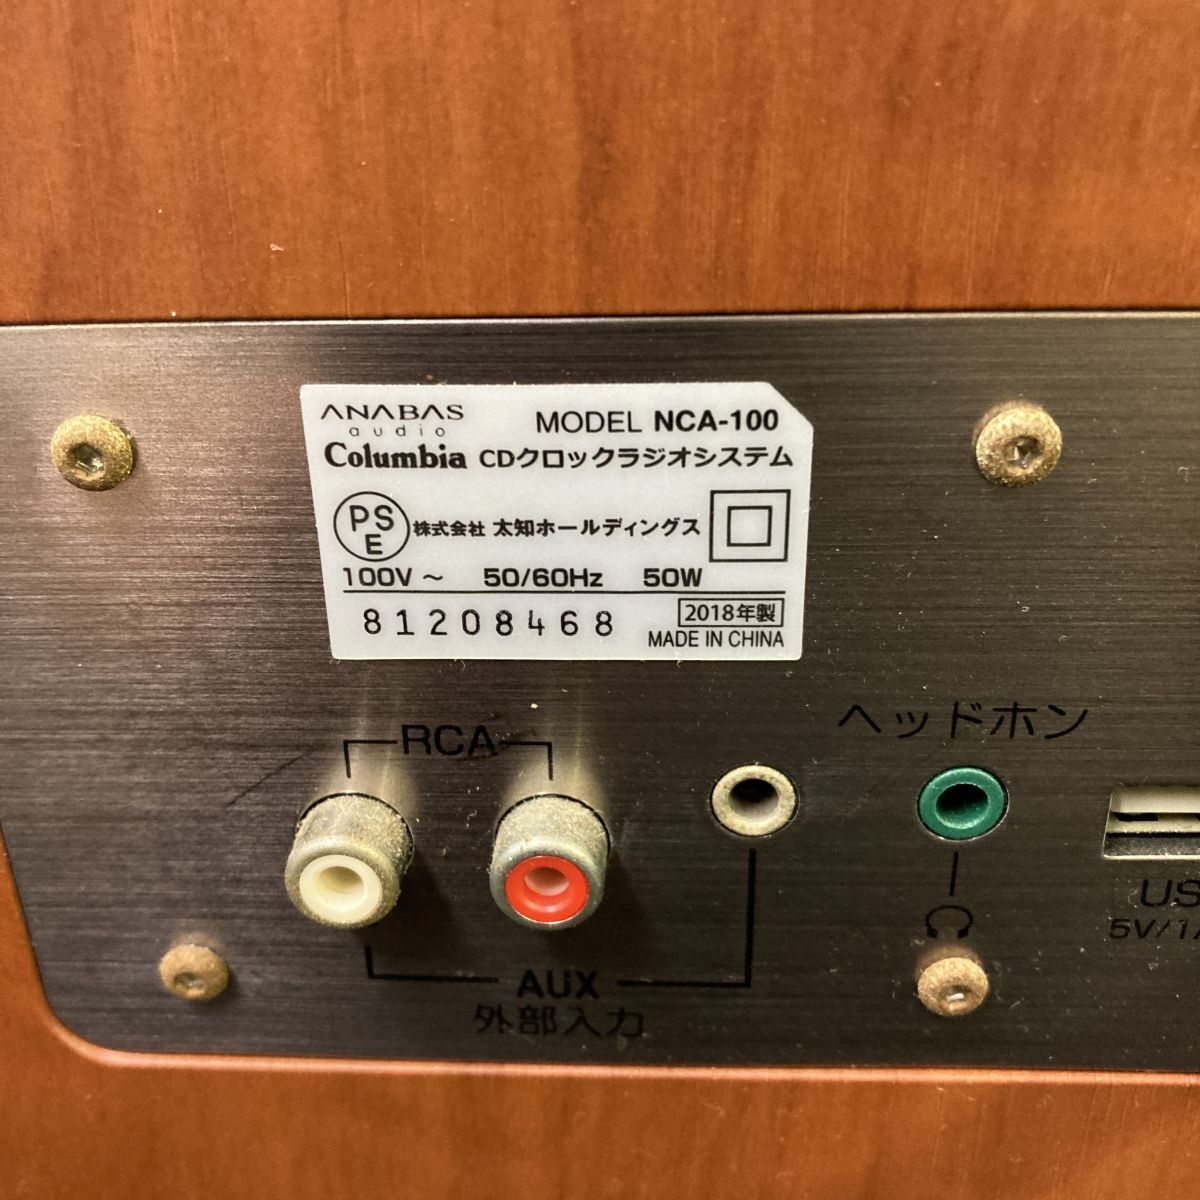 ANABAS
audio
MODEL NCA-100
Columbia CDクロックラジオシステム
PS
E
株式会社 太知ホールディングス
100V～ 50/60Hz 50W
81208468
2018年製
MADE IN CHINA
RCA
ヘッドホン
AUX
外部入力
US
5V/1A